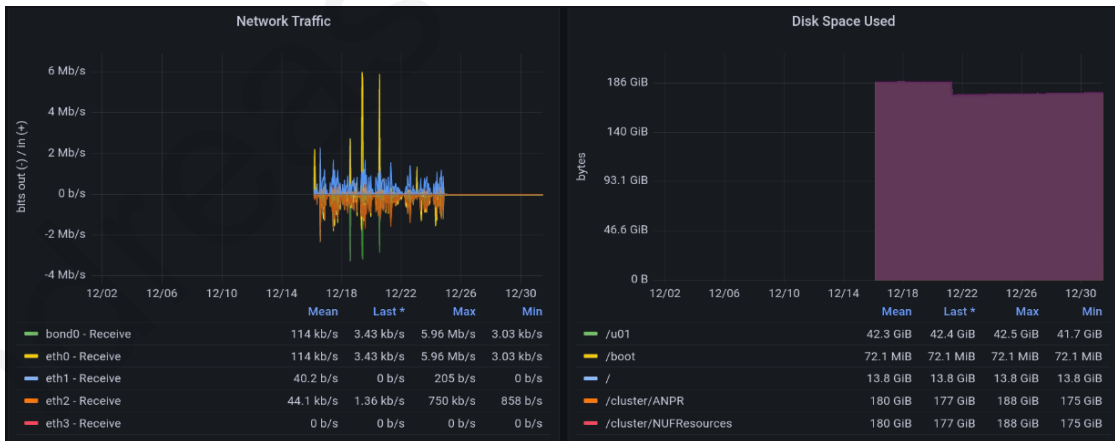 Network Traffic
bits out (-) / in (+)
6 Mb/s
4 Mb/s
2 Mb/s
0 b/s
-2 Mb/s
-4 Mb/s
12/02 12/06 12/10 12/14 12/18 12/22 12/26 12/30
Mean Last * Max Min
bond0 - Receive 114 kb/s 3.43 kb/s 5.96 Mb/s 3.03 kb/s
eth0 - Receive 114 kb/s 3.43 kb/s 5.96 Mb/s 3.03 kb/s
eth1 - Receive 40.2 b/s 0 b/s 205 b/s 0 b/s
eth2 - Receive 44.1 kb/s 1.36 kb/s 750 kb/s 858 b/s
eth3 - Receive 0 b/s 0 b/s 0 b/s 0 b/s
Disk Space Used
bytes
186 GiB
140 GiB
93.1 GiB
46.6 GiB
0 B
12/02 12/06 12/10 12/14 12/18 12/22 12/26 12/30
Mean Last * Max Min
/u01 42.3 GiB 42.4 GiB 42.5 GiB 41.7 GiB
/boot 72.1 MiB 72.1 MiB 72.1 MiB 72.1 MiB
/ 13.8 GiB 13.8 GiB 13.8 GiB 13.8 GiB
/cluster/ANPR 180 GiB 177 GiB 188 GiB 175 GiB
/cluster/NUFResources 180 GiB 177 GiB 188 GiB 175 GiB